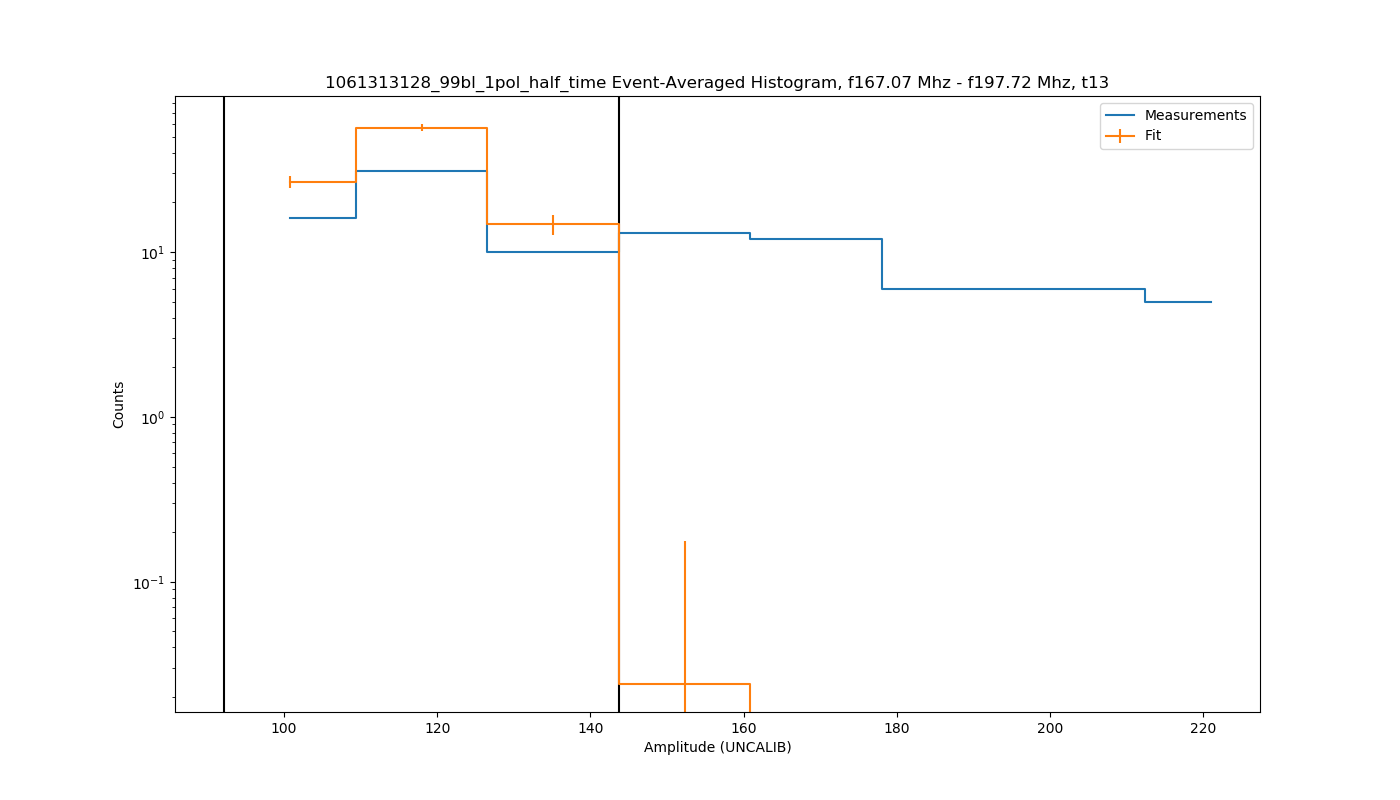 1061313128_99bl_1pol_half_time Event-Averaged Histogram, f167.07 Mhz - f197.72 Mhz, t13
Measurements
Fit
Counts
10¹
10⁰
10⁻¹
100 120 140 160 180 200 220
Amplitude (UNCALIB)